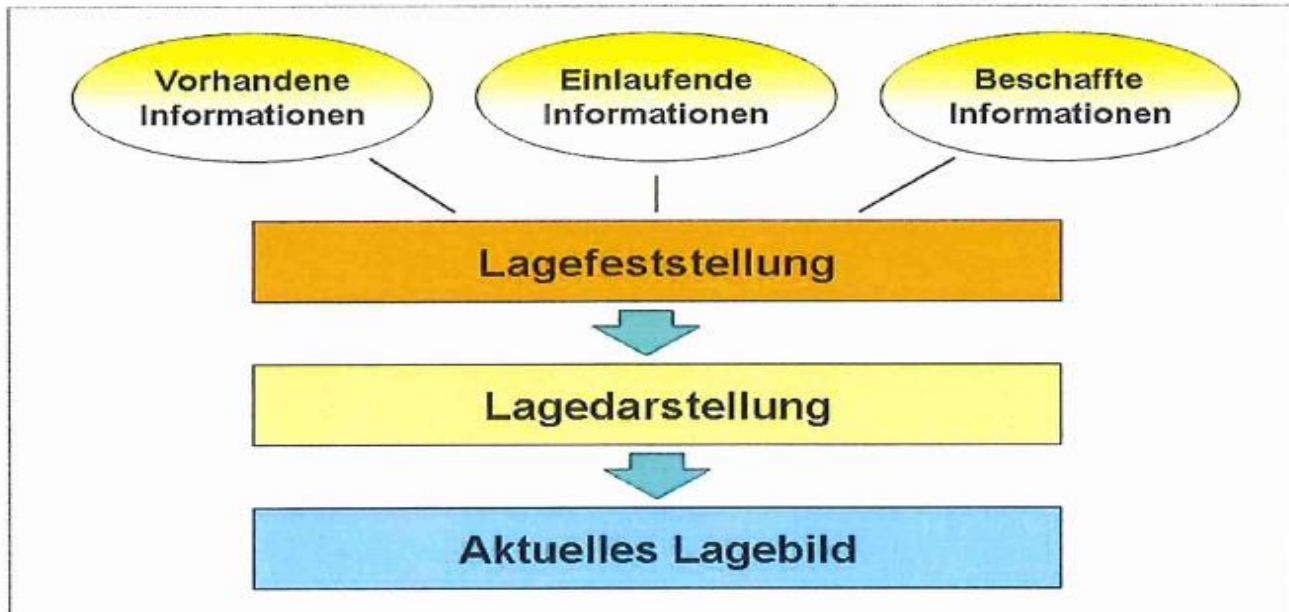 Vorhandene
Informationen
Einlaufende
Informationen
Beschaffte
Informationen
Lagefeststellung
Lagedarstellung
Aktuelles Lagebild